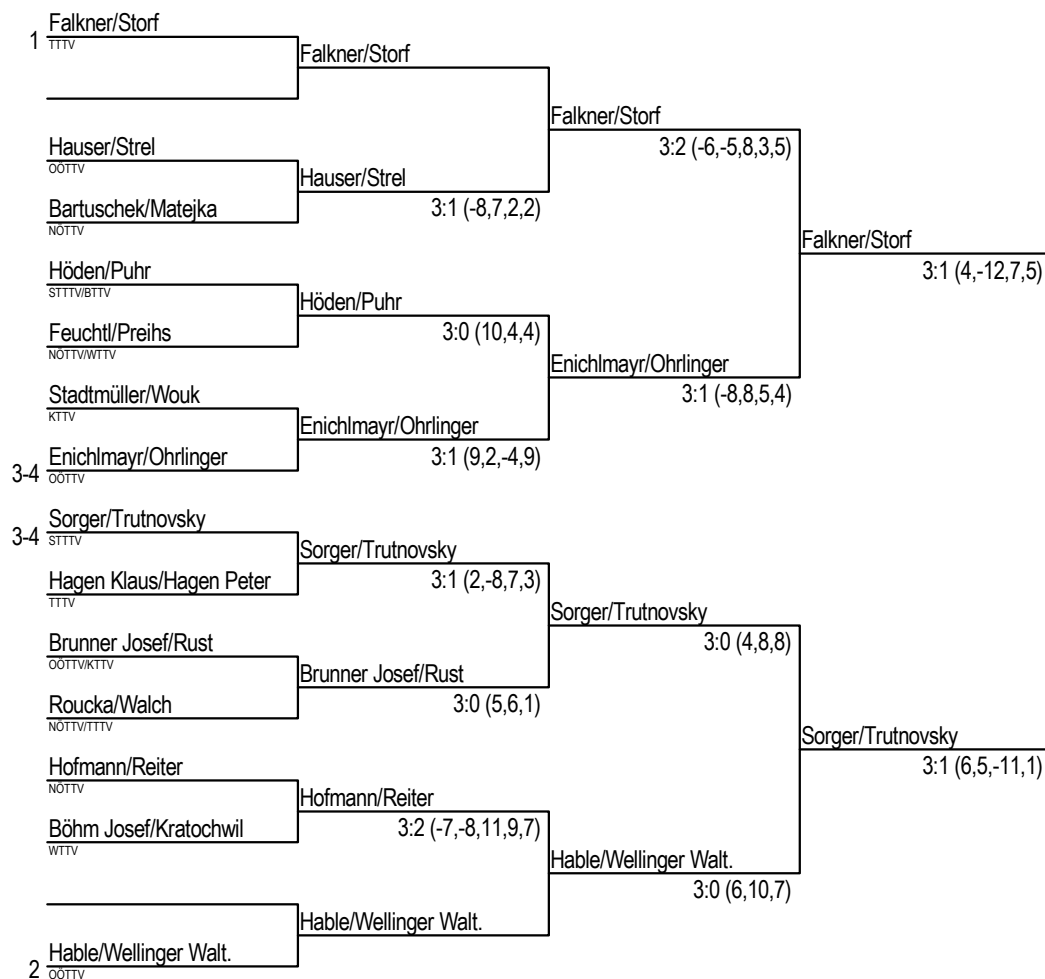 Falkner/Storf
1
TTTV
Falkner/Storf
Falkner/Storf
3:2 (-6,-5,8,3,5)
Hauser/Strel
OÖTTV
Hauser/Strel
3:1 (-8,7,2,2)
Bartuschek/Matejka
NÖTTV
Falkner/Storf
3:1 (4,-12,7,5)
Höden/Puhr
STTTV/BTTV
Höden/Puhr
3:0 (10,4,4)
Feuchtl/Preihs
NÖTTV/WTTV
Enichlmayr/Ohrlinger
3:1 (-8,8,5,4)
Stadtmüller/Wouk
KTTV
Enichlmayr/Ohrlinger
3:1 (9,2,-4,9)
Enichlmayr/Ohrlinger
3-4
OÖTTV
Sorger/Trutnovsky
3-4
STTTV
Sorger/Trutnovsky
3:1 (2,-8,7,3)
Hagen Klaus/Hagen Peter
TTTV
Sorger/Trutnovsky
3:0 (4,8,8)
Brunner Josef/Rust
OÖTTV/KTTV
Brunner Josef/Rust
3:0 (5,6,1)
Roucka/Walch
NÖTTV/TTTV
Sorger/Trutnovsky
3:1 (6,5,-11,1)
Hofmann/Reiter
NÖTTV
Hofmann/Reiter
3:2 (-7,-8,11,9,7)
Böhm Josef/Kratochwil
WTTV
Hable/Wellinger Walt.
3:0 (6,10,7)
Hable/Wellinger Walt.
Hable/Wellinger Walt.
2
OÖTTV